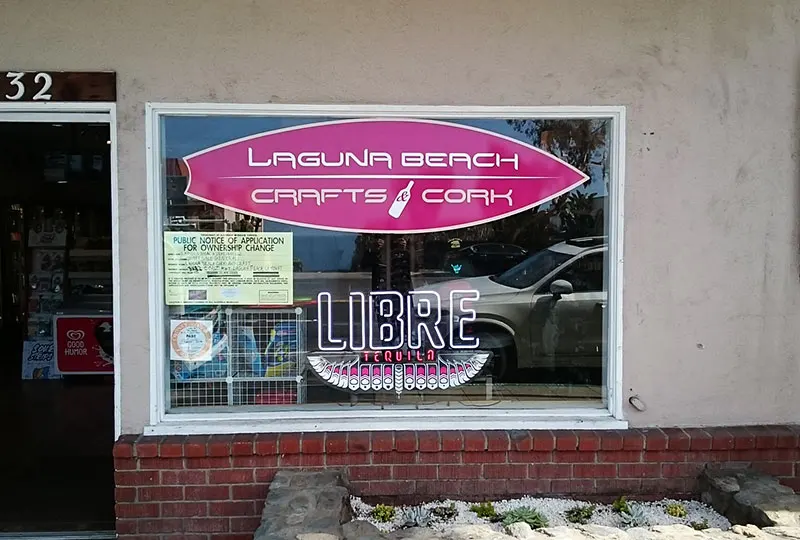 32
LAGUNA BEACH
CRAFTS & CORK
PUBLIC NOTICE OF APPLICATION
FOR OWNERSHIP CHANGE
LIBRE
TEQUILA
GOOD
HUMOR